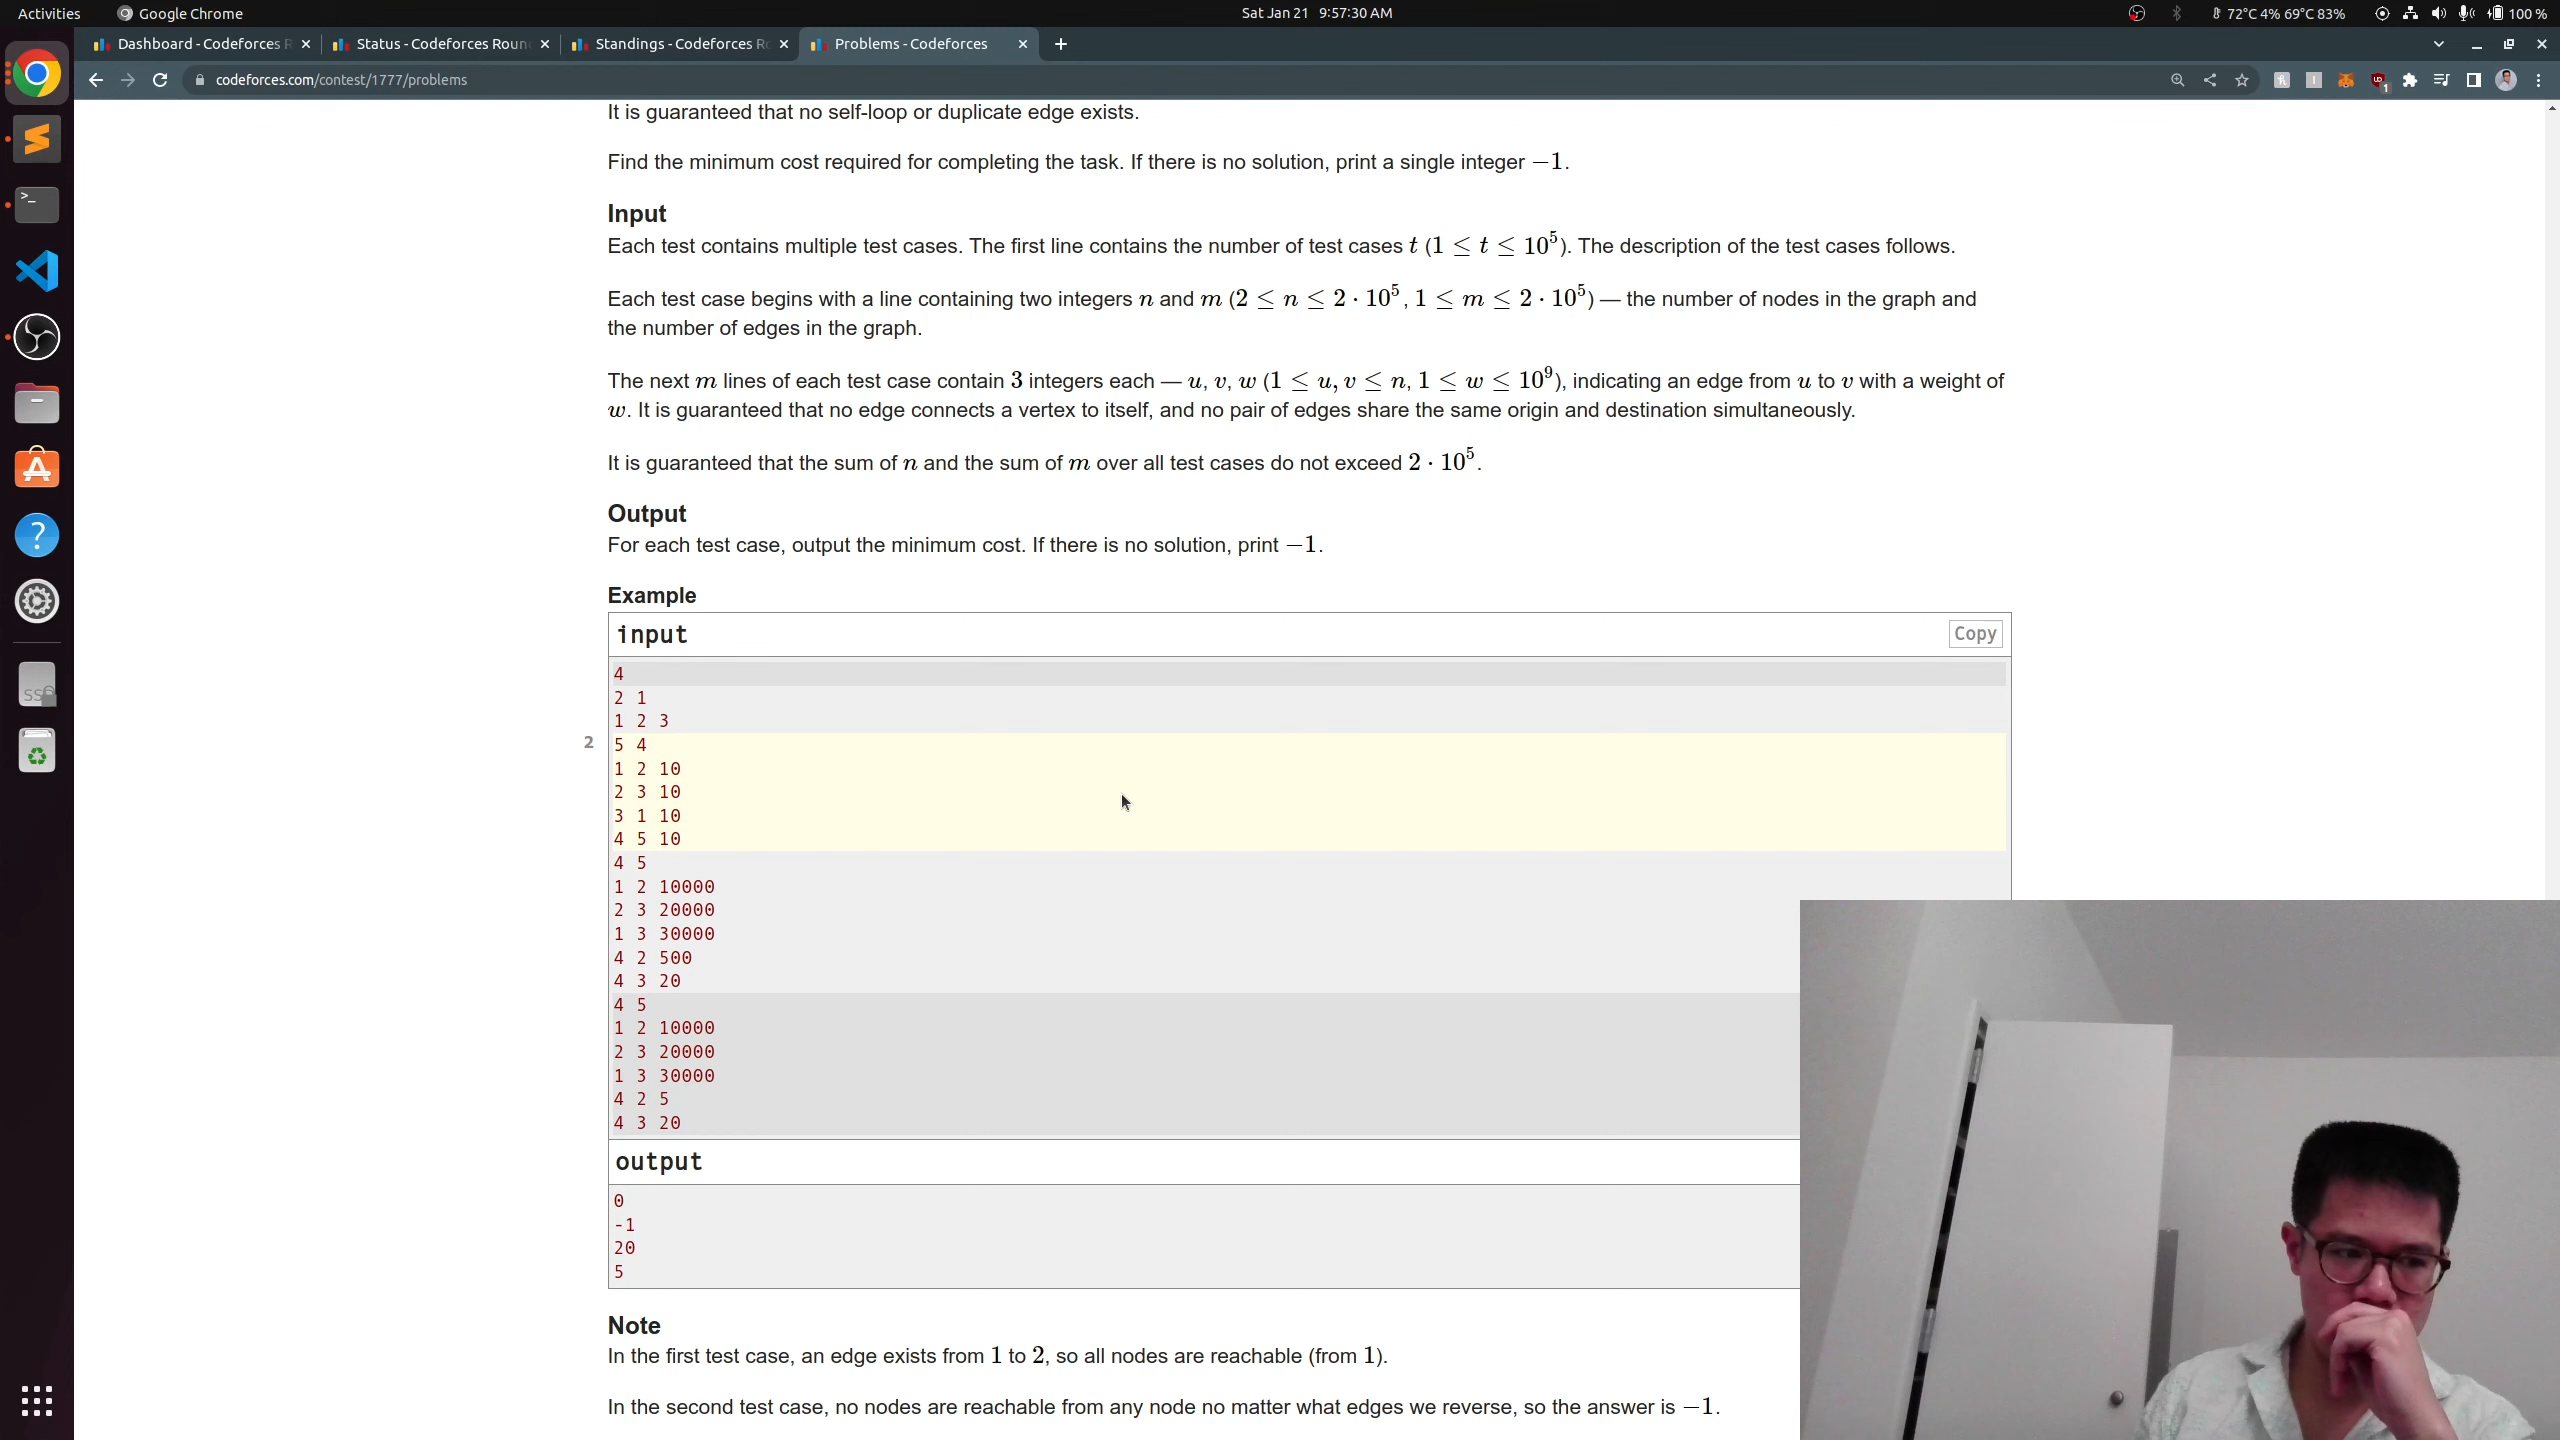 Activities
Google Chrome
Sat Jan 21 9:57:30 AM
72°C 4% 69°C 83%
100 %
Dashboard - Codeforces R
Status - Codeforces Roun
Standings - Codeforces Ro
Problems - Codeforces
codeforces.com/contest/1777/problems
1
It is guaranteed that no self-loop or duplicate edge exists.
Find the minimum cost required for completing the task. If there is no solution, print a single integer −1.
Input
Each test contains multiple test cases. The first line contains the number of test cases t (1 ≤ t ≤ 10⁵). The description of the test cases follows.
Each test case begins with a line containing two integers n and m (2 ≤ n ≤ 2 · 10⁵, 1 ≤ m ≤ 2 · 10⁵) — the number of nodes in the graph and
the number of edges in the graph.
The next m lines of each test case contain 3 integers each — u, v, w (1 ≤ u, v ≤ n, 1 ≤ w ≤ 10⁹), indicating an edge from u to v with a weight of
w. It is guaranteed that no edge connects a vertex to itself, and no pair of edges share the same origin and destination simultaneously.
It is guaranteed that the sum of n and the sum of m over all test cases do not exceed 2 · 10⁵.
Output
For each test case, output the minimum cost. If there is no solution, print −1.
Example
input
Copy
4
2 1
1 2 3
2
5 4
1 2 10
2 3 10
3 1 10
4 5 10
4 5
1 2 10000
2 3 20000
1 3 30000
4 2 500
4 3 20
4 5
1 2 10000
2 3 20000
1 3 30000
4 2 5
4 3 20
output
0
-1
20
5
Note
In the first test case, an edge exists from 1 to 2, so all nodes are reachable (from 1).
In the second test case, no nodes are reachable from any node no matter what edges we reverse, so the answer is −1.